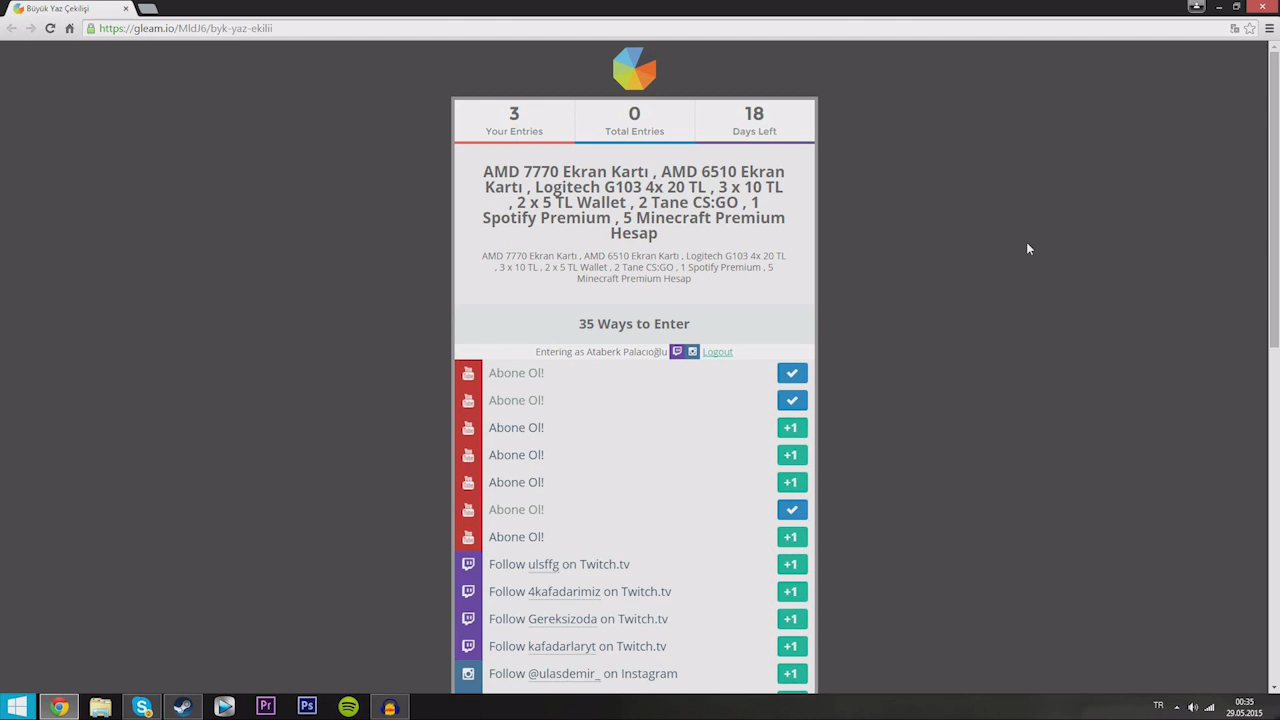 Büyük Yaz Çekilişi
https://gleam.io/MldJ6/byk-yaz-ekilii
3
Your Entries
0
Total Entries
18
Days Left
AMD 7770 Ekran Kartı , AMD 6510 Ekran
Kartı , Logitech G103 4x 20 TL , 3 x 10 TL
, 2 x 5 TL Wallet , 2 Tane CS:GO , 1
Spotify Premium , 5 Minecraft Premium
Hesap
AMD 7770 Ekran Kartı , AMD 6510 Ekran Kartı , Logitech G103 4x 20 TL
, 3 x 10 TL , 2 x 5 TL Wallet , 2 Tane CS:GO , 1 Spotify Premium , 5
Minecraft Premium Hesap
35 Ways to Enter
Entering as Ataberk Palacıoğlu Logout
Abone Ol!
Abone Ol!
Abone Ol! +1
Abone Ol! +1
Abone Ol! +1
Abone Ol!
Abone Ol! +1
Follow ulsffg on Twitch.tv +1
Follow 4kafadarimiz on Twitch.tv +1
Follow Gereksizoda on Twitch.tv +1
Follow kafadarlaryt on Twitch.tv +1
Follow @ulasdemir_ on Instagram +1
Pr
Ps
TR
00:35
29.05.2015